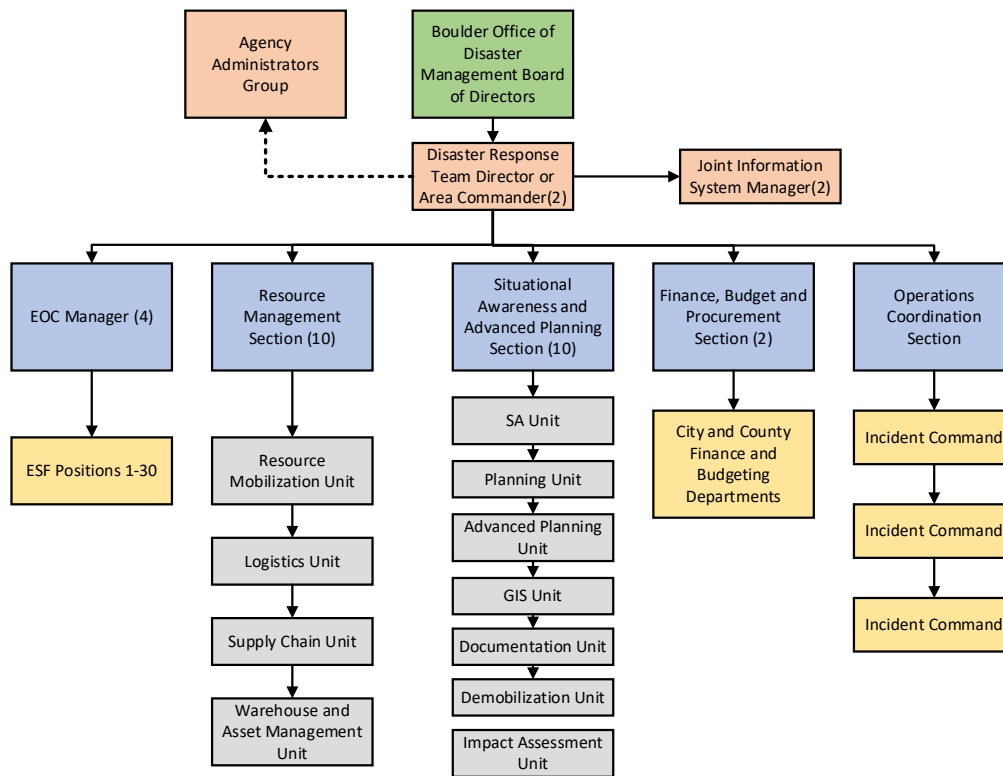 Agency
Administrators
Group
Boulder Office of
Disaster
Management Board
of Directors
Disaster Response
Team Director or
Area Commander(2)
Joint Information
System Manager(2)
EOC Manager (4)
Resource
Management
Section (10)
Situational
Awareness and
Advanced Planning
Section (10)
Finance, Budget and
Procurement
Section (2)
Operations
Coordination
Section
ESF Positions 1-30
Resource
Mobilization Unit
Logistics Unit
Supply Chain Unit
Warehouse and
Asset Management
Unit
SA Unit
Planning Unit
Advanced Planning
Unit
GIS Unit
Documentation Unit
Demobilization Unit
Impact Assessment
Unit
City and County
Finance and
Budgeting
Departments
Incident Command
Incident Command
Incident Command